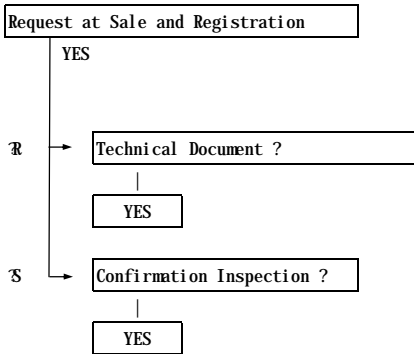 Request at Sale and Registration
YES
Technical Document ?
YES
Confirmation Inspection ?
YES